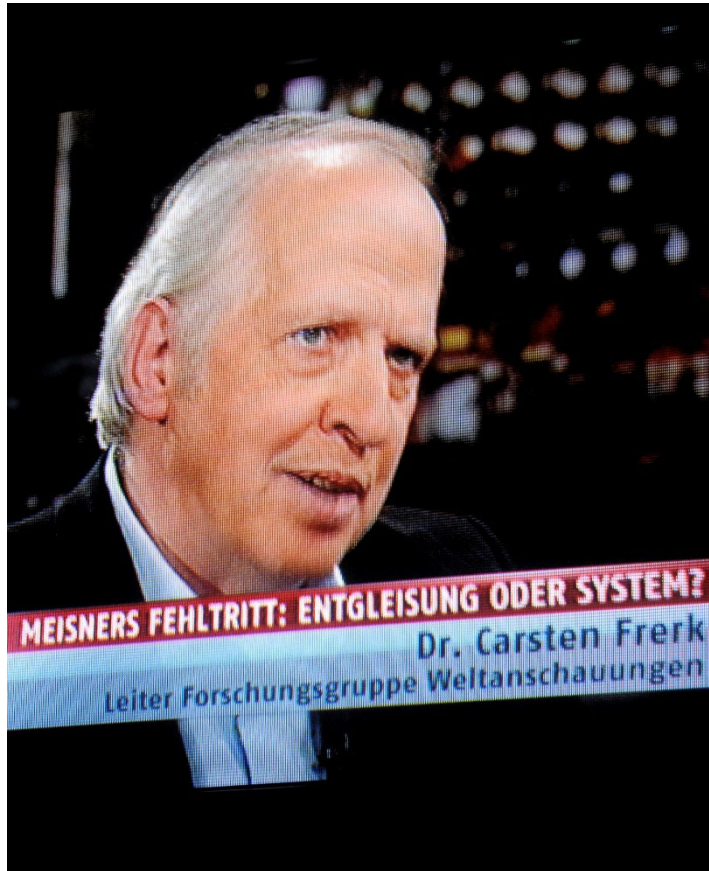 MEISNERS FEHLTRITT: ENTGLEISUNG ODER SYSTEM?
Dr. Carsten Frerk
Leiter Forschungsgruppe Weltanschauungen